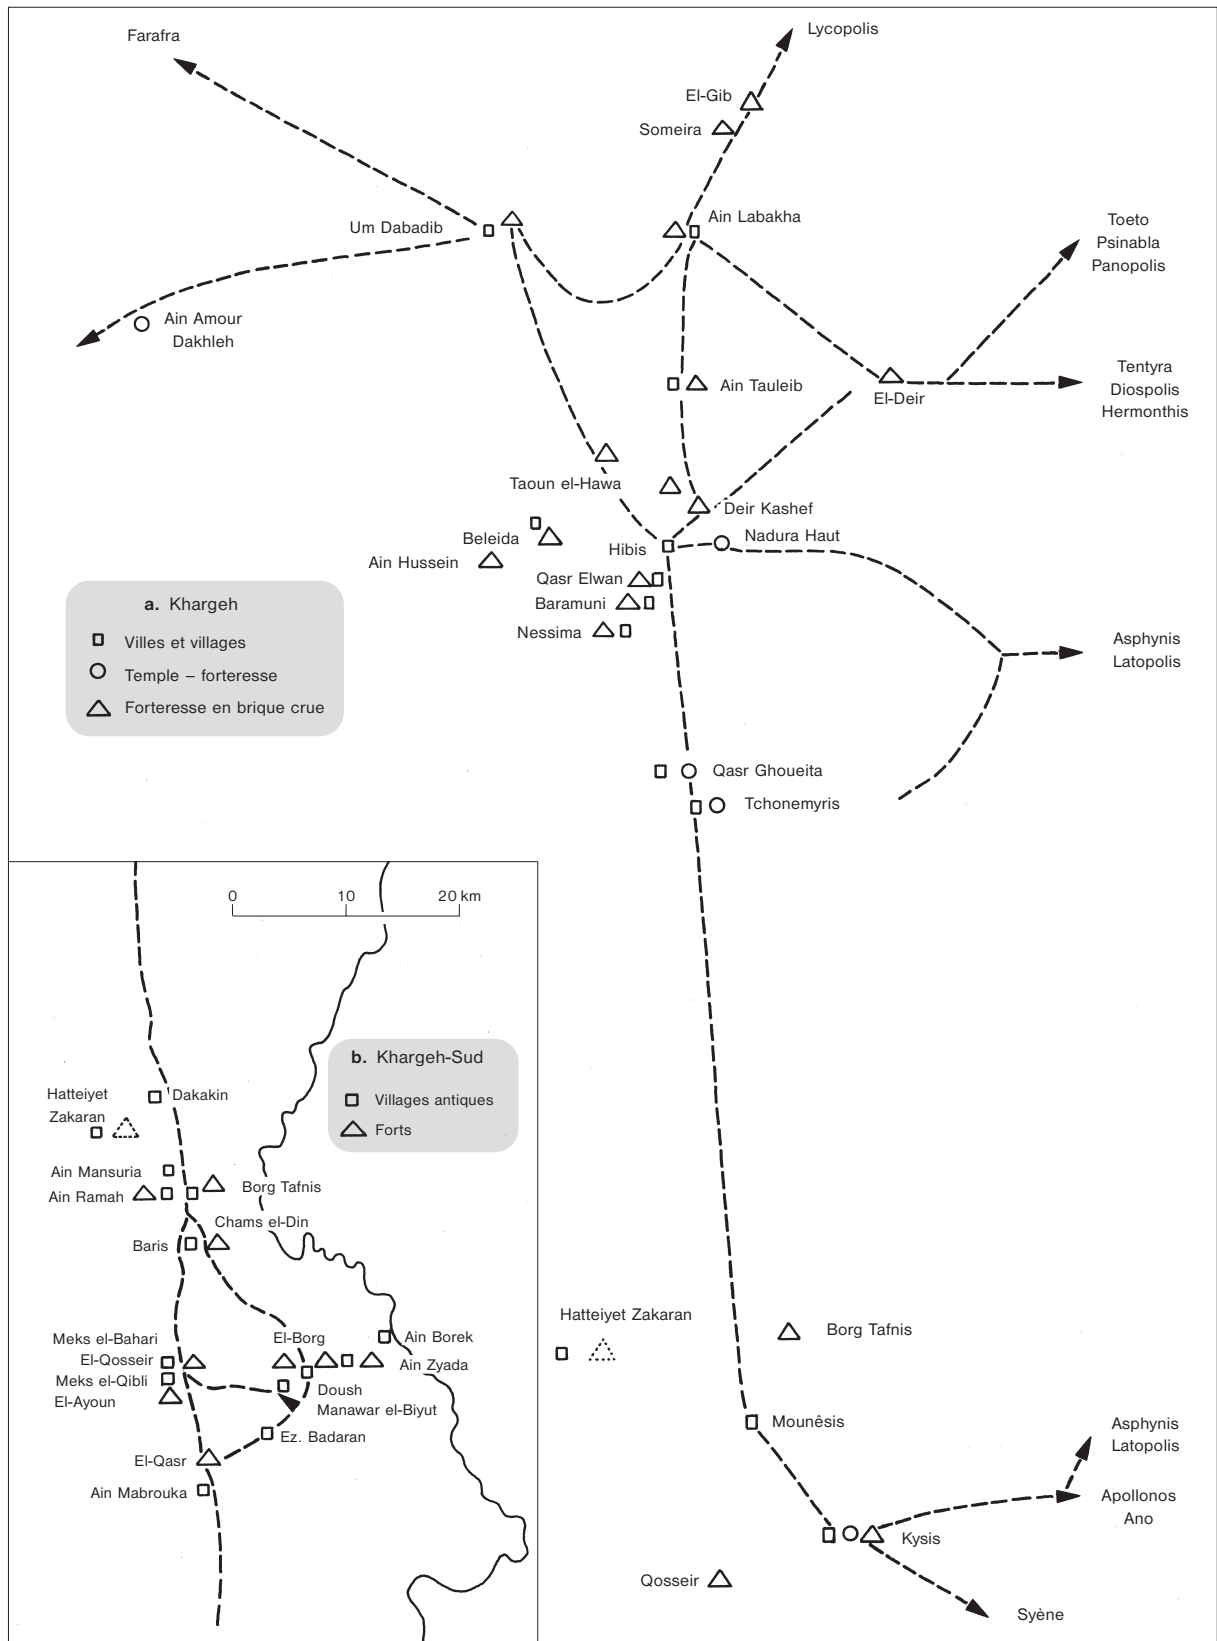 Farafra
Lycopolis
El-Gib
Someira
Um Dabadib
Ain Labakha
Toeto
Psinabla
Panopolis
Ain Amour
Dakhleh
Ain Tauleib
El-Deir
Tentyra
Diospolis
Hermonthis
Taoun el-Hawa
Deir Kashef
Beleida
Hibis
Nadura Haut
Ain Hussein
Qasr Elwan
Baramuni
Nessima
a. Khargeh
Villes et villages
Temple – forteresse
Forteresse en brique crue
Asphynis
Latopolis
Qasr Ghoueita
Tchonemyris
0 10 20 km
b. Khargeh-Sud
Villages antiques
Forts
Hatteiyet
Zakaran
Dakakin
Ain Mansuria
Ain Ramah
Borg Tafnis
Chams el-Din
Baris
Meks el-Bahari
El-Borg
Ain Borek
El-Qosseir
Ain Zyada
Meks el-Qibli
El-Ayoun
Doush
Manawar el-Biyut
Ez. Badaran
El-Qasr
Ain Mabrouka
Hatteiyet Zakaran
Borg Tafnis
Mounêsis
Asphynis
Latopolis
Apollonos
Ano
Kysis
Qosseir
Syène